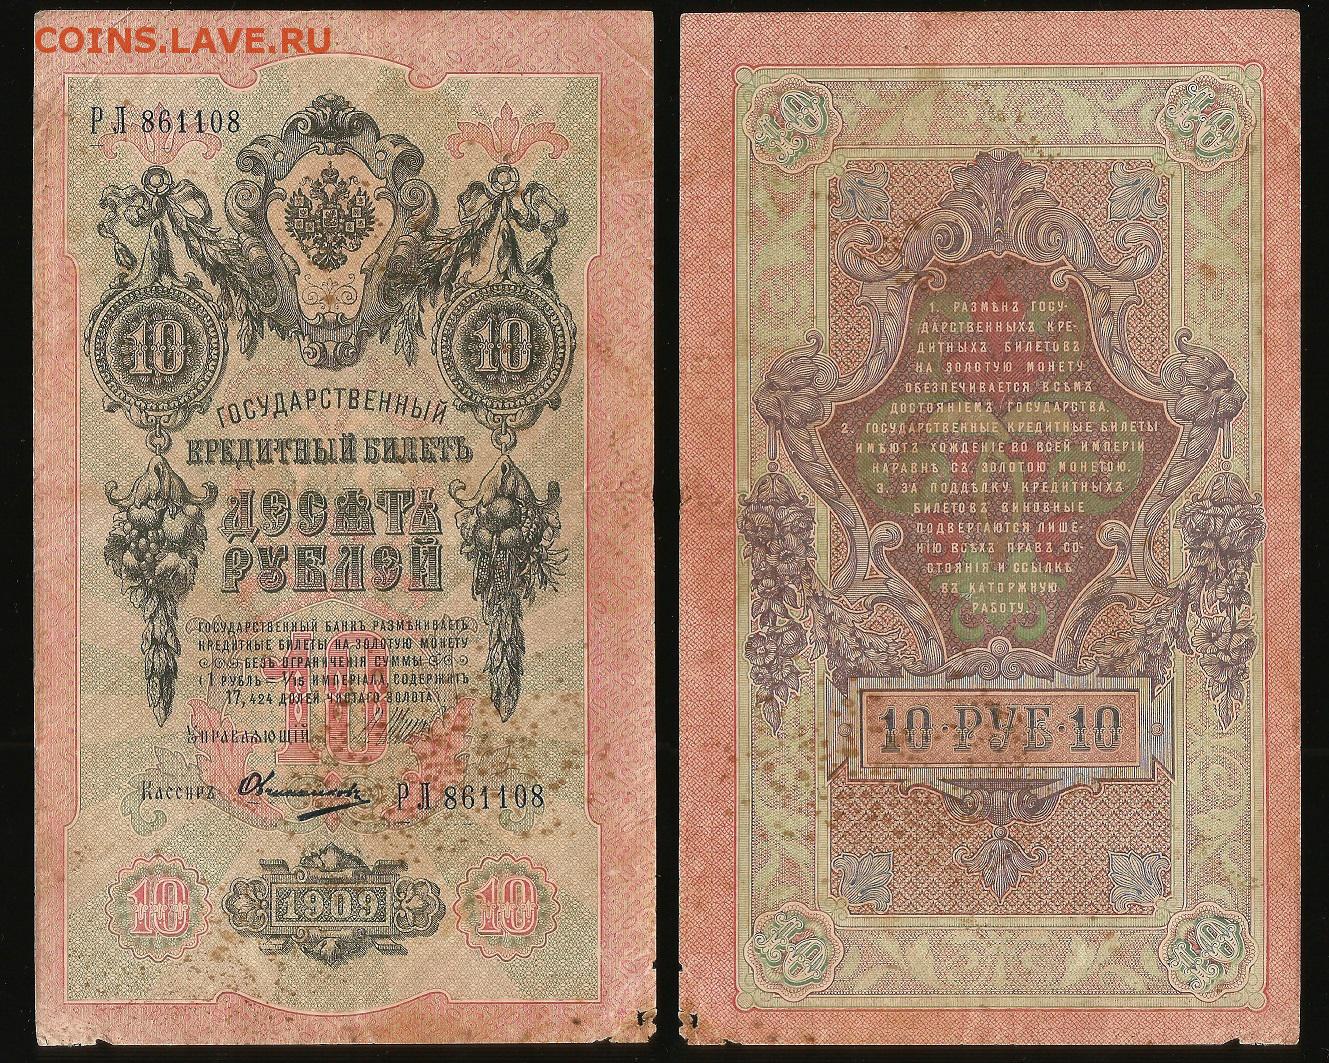 COINS.LAVE.RU
РЛ 861108
10 10
ГОСУДАРСТВЕННЫЙ
КРЕДИТНЫЙ БИЛЕТЪ
ДЕСЯТЬ
РУБЛЕЙ
ГОСУДАРСТВЕННЫЙ БАНКЪ РАЗМѢНИВАЕТЪ
КРЕДИТНЫЕ БИЛЕТЫ НА ЗОЛОТУЮ МОНЕТУ
БЕЗЪ ОГРАНИЧЕНІЯ СУММЫ
(1 РУБЛЬ = 1/15 ИМПЕРІАЛА, СОДЕРЖИТЪ
17,424 ДОЛЕЙ ЧИСТАГО ЗОЛОТА)
10
УПРАВЛЯЮЩІЙ
КАССИРЪ
РЛ 861108
10 1909 10
10 10
1. РАЗМѢНЪ ГОСУ-
ДАРСТВЕННЫХЪ КРЕ-
ДИТНЫХЪ БИЛЕТОВЪ
НА ЗОЛОТУЮ МОНЕТУ
ОБЕЗПЕЧИВАЕТСЯ ВСѢМЪ
ДОСТОЯНІЕМЪ ГОСУДАРСТВА.
2. ГОСУДАРСТВЕННЫЕ КРЕДИТНЫЕ БИЛЕТЫ
ИМѢЮТЪ ХОЖДЕНІЕ ВО ВСЕЙ ИМПЕРІИ
НАРАВНѢ СЪ ЗОЛОТОЮ МОНЕТОЮ.
3. ЗА ПОДДѢЛКУ КРЕДИТНЫХЪ
БИЛЕТОВЪ ВИНОВНЫЕ
ПОДВЕРГАЮТСЯ ЛИШЕ-
НІЮ ВСѢХЪ ПРАВЪ СО-
СТОЯНІЯ И ССЫЛКѢ
ВЪ КАТОРЖНУЮ
РАБОТУ.
10·РУБ·10
10 10